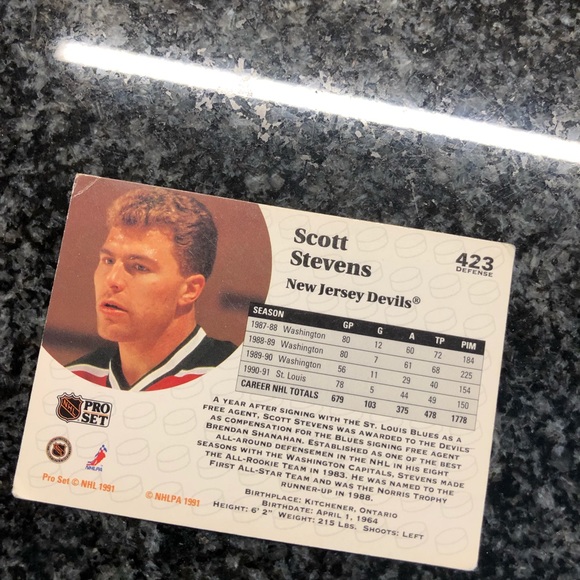 Scott
Stevens
New Jersey Devils®
423
DEFENSE
SEASON GP G A TP PIM
1987-88 Washington 80 12 60 72 184
1988-89 Washington 80 7 61 68 225
1989-90 Washington 56 11 29 40 154
1990-91 St. Louis 78 5 44 49 150
CAREER NHL TOTALS 679 103 375 478 1778
A YEAR AFTER SIGNING WITH THE ST. LOUIS BLUES AS A
FREE AGENT, SCOTT STEVENS WAS AWARDED TO THE DEVILS
AS COMPENSATION FOR THE BLUES SIGNING FREE AGENT
BRENDAN SHANAHAN. ESTABLISHED AS ONE OF THE BEST
ALL-AROUND DEFENSEMEN IN THE NHL IN HIS EIGHT
SEASONS WITH THE WASHINGTON CAPITALS, STEVENS MADE
THE ALL-ROOKIE TEAM IN 1983. HE WAS NAMED TO THE
FIRST ALL-STAR TEAM AND WAS THE NORRIS TROPHY
RUNNER-UP IN 1988.
BIRTHPLACE: KITCHENER, ONTARIO
BIRTHDATE: APRIL 1, 1964
HEIGHT: 6' 2" WEIGHT: 215 LBS. SHOOTS: LEFT
NHL
PRO
SET
NHLPA
Pro Set © NHL 1991
© NHLPA 1991